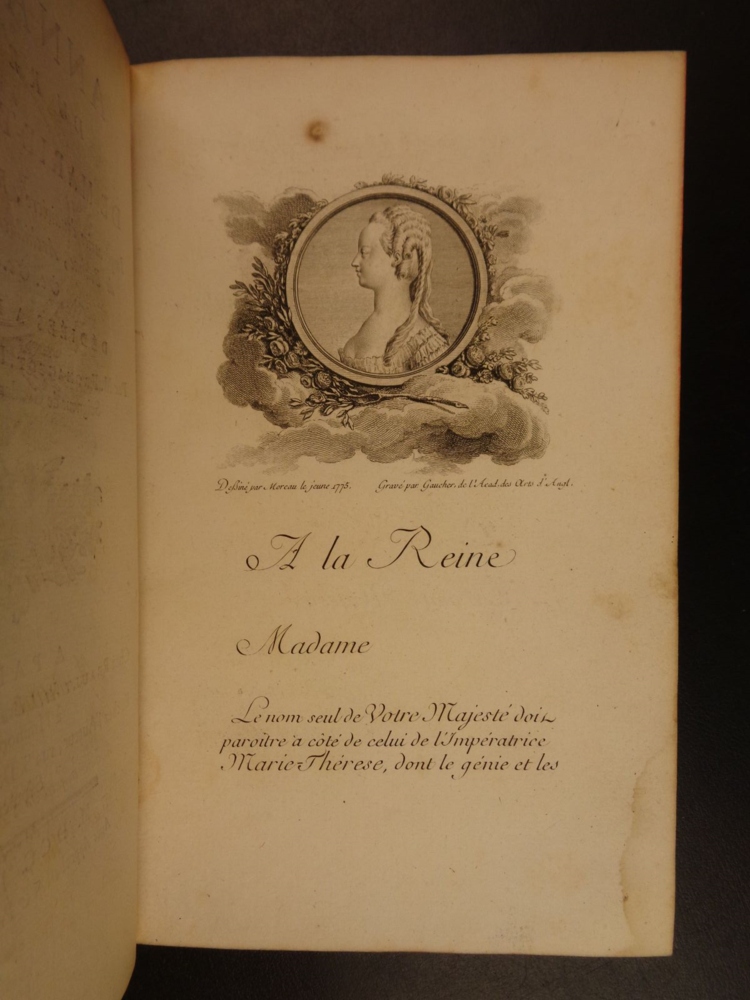 Dessiné par Moreau le jeune 1775. Gravé par Gaucher, de l'Acad. des Arts d'Angl.
A la Reine
Madame
Le nom seul de Votre Majesté doit
paroître a côté de celui de l'Impératrice
Marie-Thérese, dont le génie et les